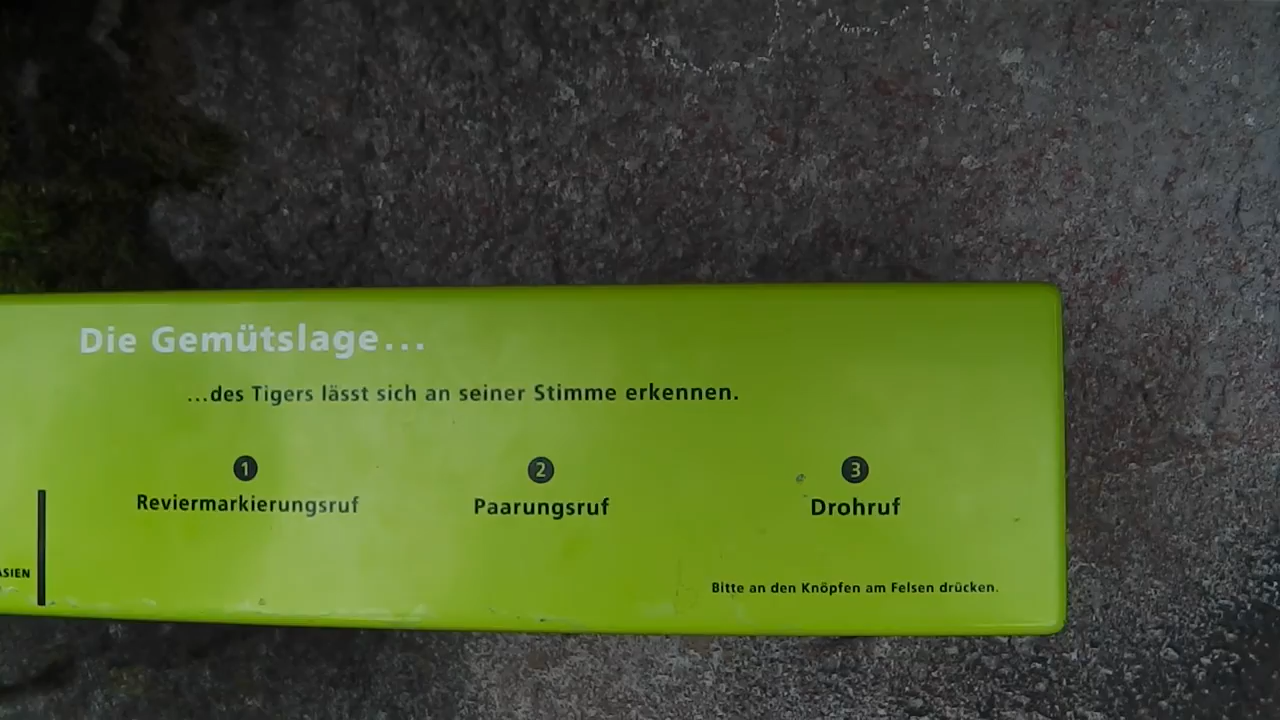 Die Gemütslage...
...des Tigers lässt sich an seiner Stimme erkennen.
1 2 3
Reviermarkierungsruf Paarungsruf Drohruf
Bitte an den Knöpfen am Felsen drücken.